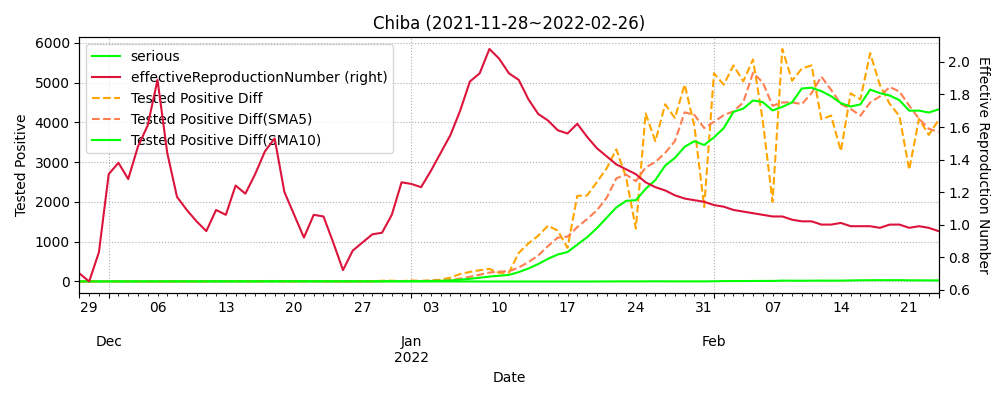 Chiba (2021-11-28~2022-02-26)
serious
effectiveReproductionNumber (right)
Tested Positive Diff
Tested Positive Diff(SMA5)
Tested Positive Diff(SMA10)
Tested Positive
6000
5000
4000
3000
2000
1000
0
Effective Reproduction Number
2.0
1.8
1.6
1.4
1.2
1.0
0.8
0.6
29 06 13 20 27 03 10 17 24 31 07 14 21
Dec Jan Feb
2022
Date